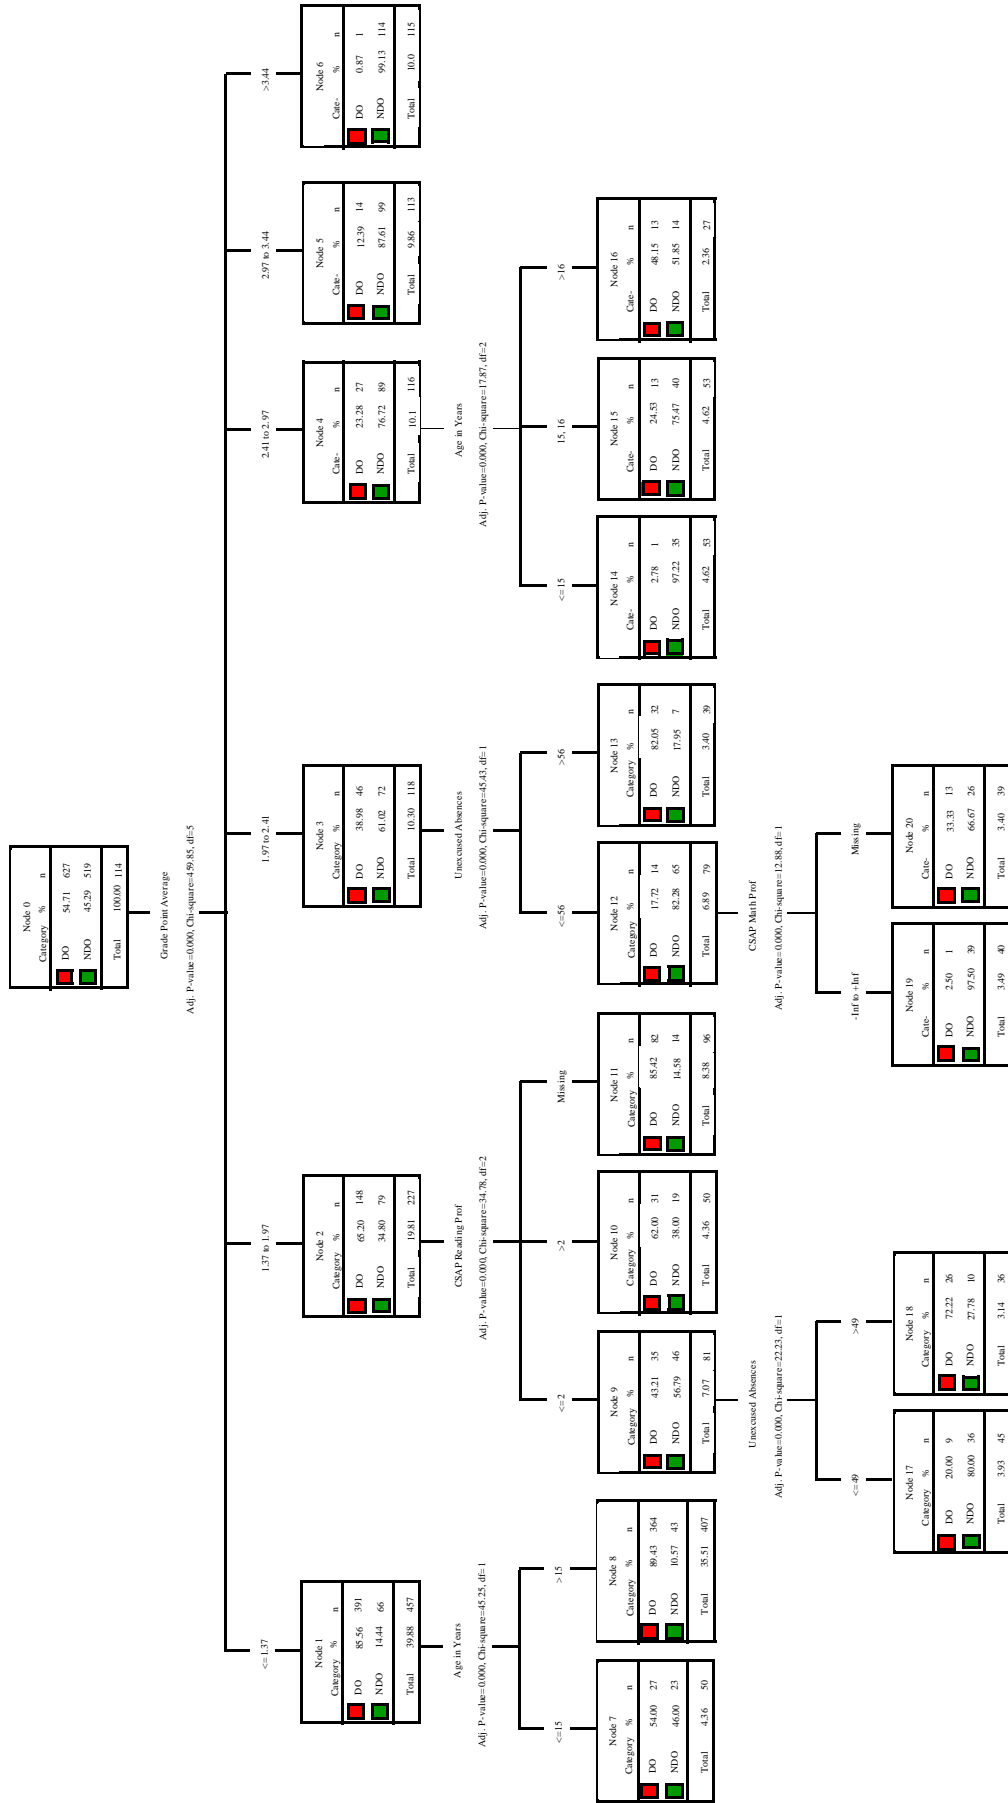 Node 0
Category % n
DO 54.71 627
NDO 45.29 519
Total 100.00 114
Grade Point Average
Adj. P-value=0.000, Chi-square=459.85, df=5
<=1.37
Node 1
Category % n
DO 85.56 391
NDO 14.44 66
Total 39.88 457
Age in Years
Adj. P-value=0.000, Chi-square=45.25, df=1
<=15
Node 7
Category % n
DO 54.00 27
NDO 46.00 23
Total 4.36 50
>15
Node 8
Category % n
DO 89.43 364
NDO 10.57 43
Total 35.51 407
1.37 to 1.97
Node 2
Category % n
DO 65.20 148
NDO 34.80 79
Total 19.81 227
CSAP Reading Prof
Adj. P-value=0.000, Chi-square=34.78, df=2
<=2
Node 9
Category % n
DO 43.21 35
NDO 56.79 46
Total 7.07 81
Unexcused Absences
Adj. P-value=0.000, Chi-square=22.23, df=1
<=49
Node 17
Category % n
DO 20.00 9
NDO 80.00 36
Total 3.93 45
>49
Node 18
Category % n
DO 72.22 26
NDO 27.78 10
Total 3.14 36
>2
Node 10
Category % n
DO 62.00 31
NDO 38.00 19
Total 4.36 50
Missing
Node 11
Category % n
DO 85.42 82
NDO 14.58 14
Total 8.38 96
1.97 to 2.41
Node 3
Category % n
DO 38.98 46
NDO 61.02 72
Total 10.30 118
Unexcused Absences
Adj. P-value=0.000, Chi-square=45.43, df=1
<=56
Node 12
Category % n
DO 17.72 14
NDO 82.28 65
Total 6.89 79
CSAP Math Prof
Adj. P-value=0.000, Chi-square=12.88, df=1
-Inf to +Inf
Node 19
Cate- % n
DO 2.50 1
NDO 97.50 39
Total 3.49 40
Missing
Node 20
Cate- % n
DO 33.33 13
NDO 66.67 26
Total 3.40 39
>56
Node 13
Category % n
DO 82.05 32
NDO 17.95 7
Total 3.40 39
2.41 to 2.97
Node 4
Cate- % n
DO 23.28 27
NDO 76.72 89
Total 10.1 116
Age in Years
Adj. P-value=0.000, Chi-square=17.87, df=2
<=15
Node 14
Cate- % n
DO 2.78 1
NDO 97.22 35
Total 4.62 53
15, 16
Node 15
Cate- % n
DO 24.53 13
NDO 75.47 40
Total 4.62 53
>16
Node 16
Cate- % n
DO 48.15 13
NDO 51.85 14
Total 2.36 27
2.97 to 3.44
Node 5
Cate- % n
DO 12.39 14
NDO 87.61 99
Total 9.86 113
>3.44
Node 6
Cate- % n
DO 0.87 1
NDO 99.13 114
Total 10.0 115